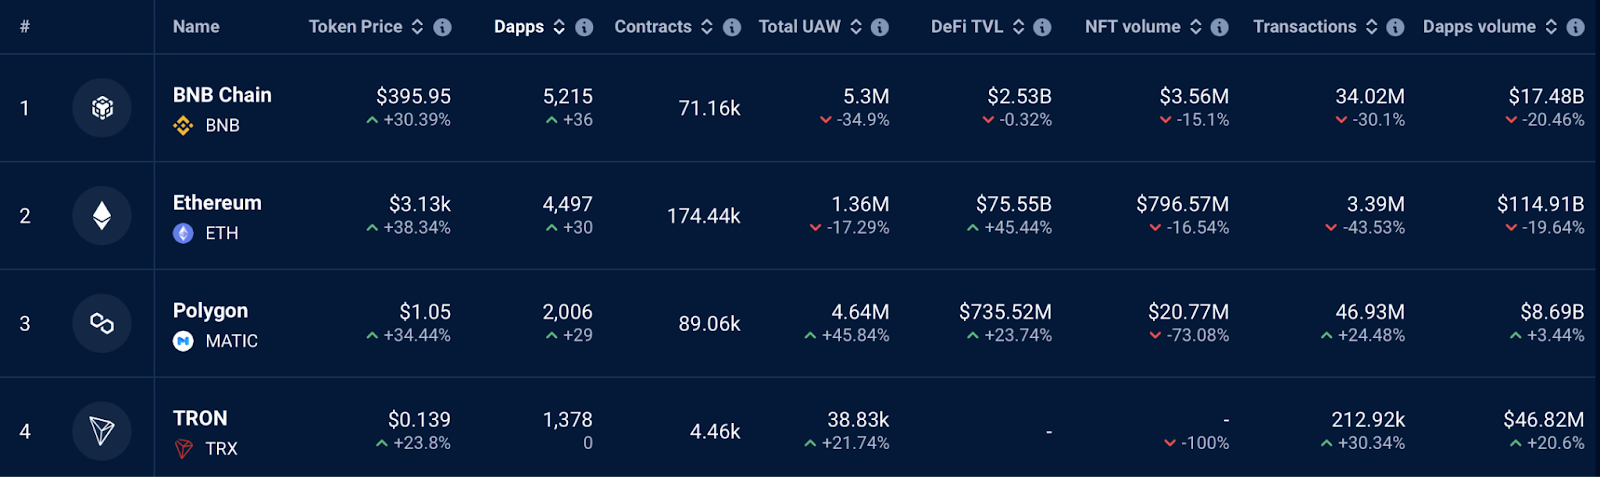 # Name Token Price Dapps Contracts Total UAW DeFi TVL NFT volume Transactions Dapps volume
1 BNB Chain $395.95 5,215 71.16k 5.3M $2.53B $3.56M 34.02M $17.48B
BNB +30.39% +36 -34.9% -0.32% -15.1% -30.1% -20.46%
2 Ethereum $3.13k 4,497 174.44k 1.36M $75.55B $796.57M 3.39M $114.91B
ETH +38.34% +30 -17.29% +45.44% -16.54% -43.53% -19.64%
3 Polygon $1.05 2,006 89.06k 4.64M $735.52M $20.77M 46.93M $8.69B
MATIC +34.44% +29 +45.84% +23.74% -73.08% +24.48% +3.44%
4 TRON $0.139 1,378 4.46k 38.83k - - 212.92k $46.82M
TRX +23.8% 0 +21.74% -100% +30.34% +20.6%